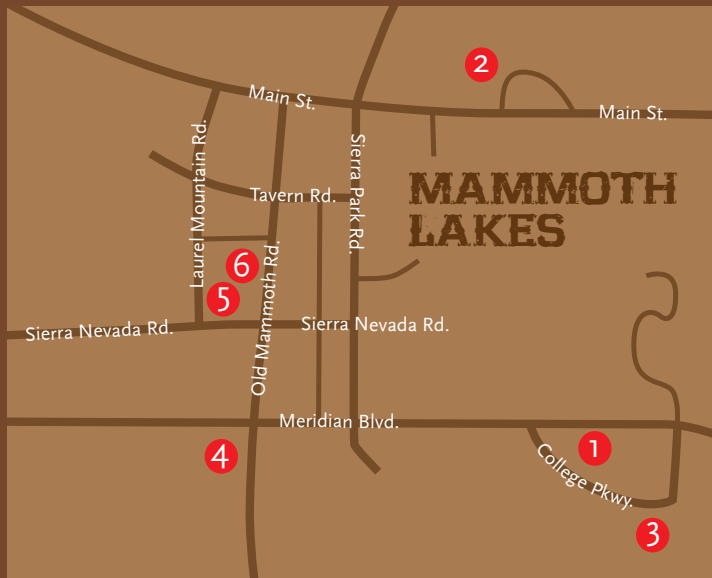 2
Main St.
Main St.
Laurel Mountain Rd.
Sierra Park Rd.
MAMMOTH
LAKES
Tavern Rd.
6
5
Old Mammoth Rd.
Sierra Nevada Rd.
Sierra Nevada Rd.
Meridian Blvd.
4
1
College Pkwy.
3